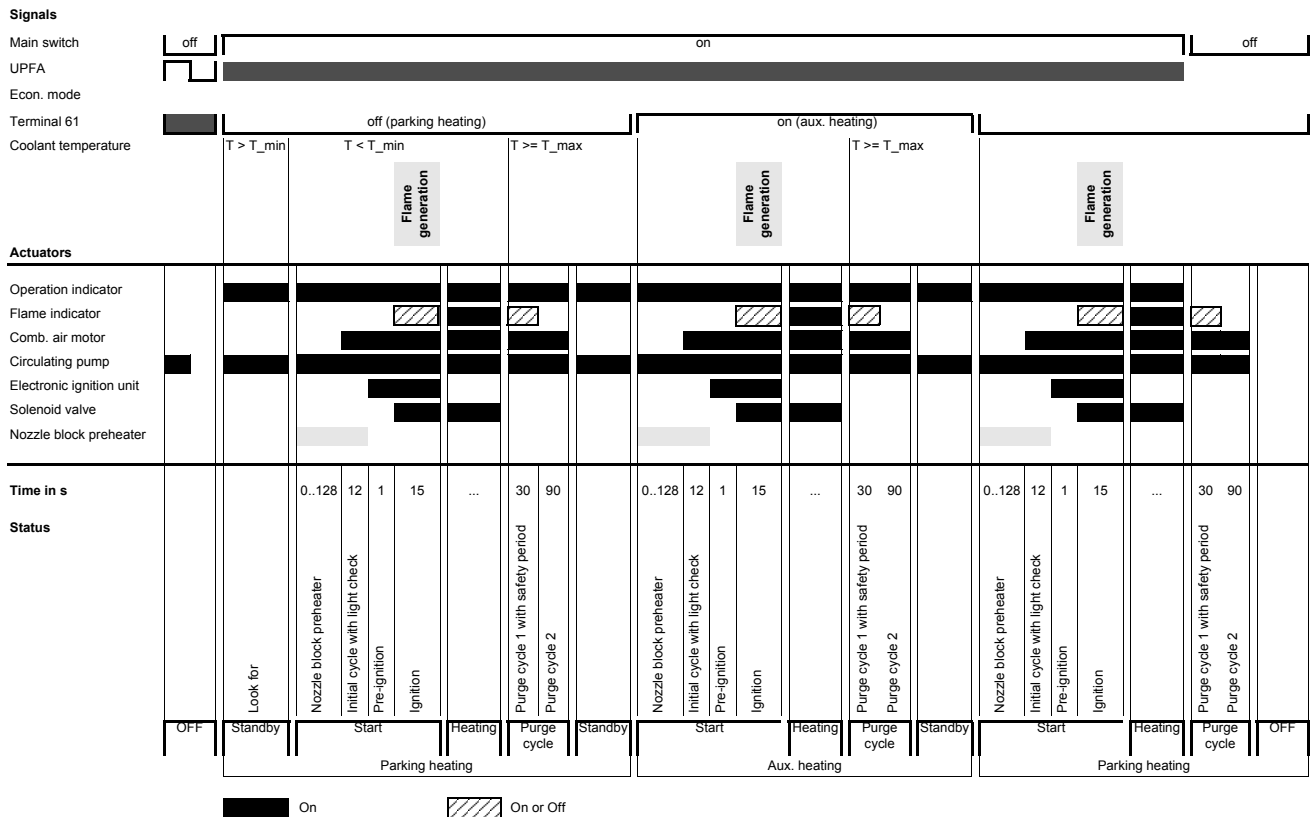 Signals
Main switch off on off
UPFA
Econ. mode
Terminal 61 off (parking heating) on (aux. heating)
Coolant temperature T > T_min T < T_min T >= T_max T >= T_max
Flame generation Flame generation Flame generation
Actuators
Operation indicator
Flame indicator
Comb. air motor
Circulating pump
Electronic ignition unit
Solenoid valve
Nozzle block preheater
Time in s 0..128 12 1 15 ... 30 90 0..128 12 1 15 ... 30 90 0..128 12 1 15 ... 30 90
Status
Look for
Nozzle block preheater
Initial cycle with light check
Pre-ignition
Ignition
Purge cycle 1 with safety period
Purge cycle 2
Nozzle block preheater
Initial cycle with light check
Pre-ignition
Ignition
Purge cycle 1 with safety period
Purge cycle 2
Nozzle block preheater
Initial cycle with light check
Pre-ignition
Ignition
Purge cycle 1 with safety period
Purge cycle 2
OFF Standby Start Heating Purge cycle Standby Start Heating Purge cycle Standby Start Heating Purge cycle OFF
Parking heating Aux. heating Parking heating
On On or Off